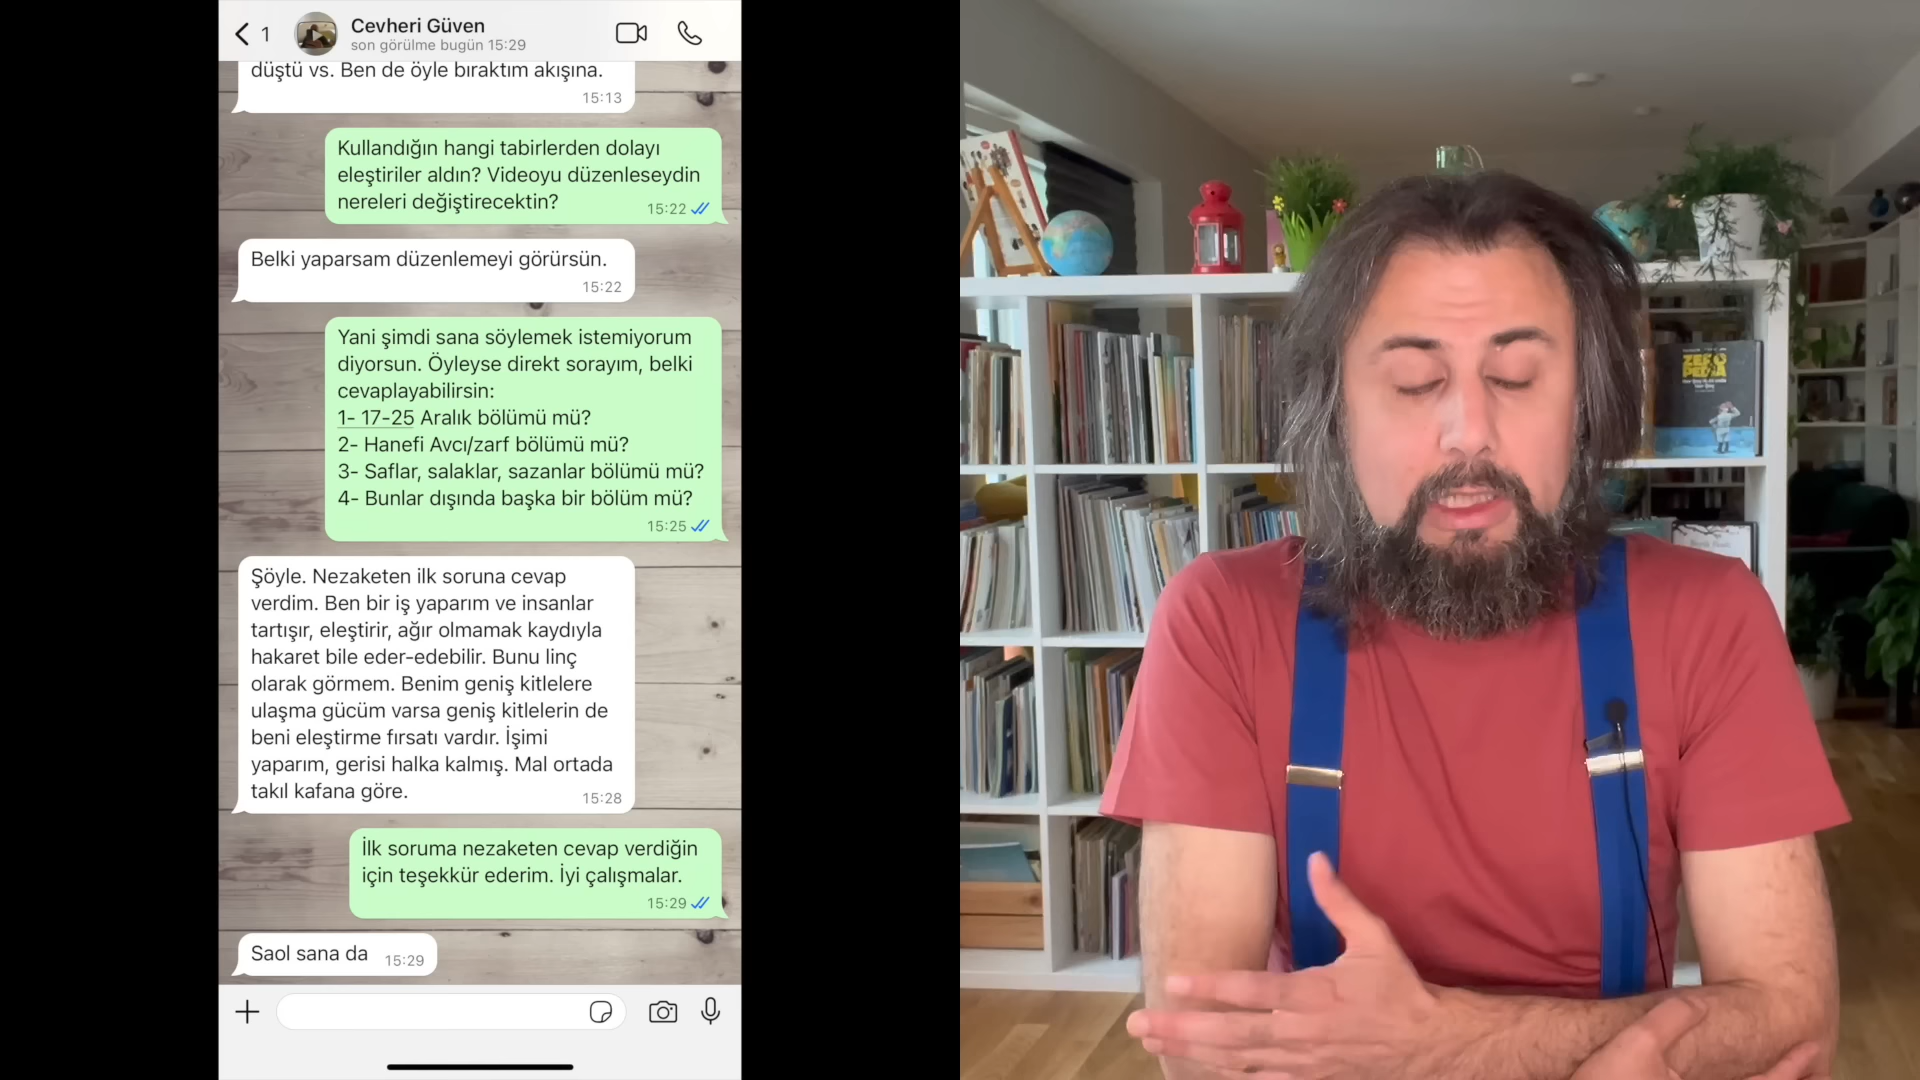 1
Cevheri Güven
son görülme bugün 15:29
düştü vs. Ben de öyle bıraktım akışına.
15:13
Kullandığın hangi tabirlerden dolayı
eleştiriler aldın? Videoyu düzenleseydin
nereleri değiştirecektin?
15:22
Belki yaparsam düzenlemeyi görürsün.
15:22
Yani şimdi sana söylemek istemiyorum
diyorsun. Öyleyse direkt sorayım, belki
cevaplayabilirsin:
1- 17-25 Aralık bölümü mü?
2- Hanefi Avcı/zarf bölümü mü?
3- Saflar, salaklar, sazanlar bölümü mü?
4- Bunlar dışında başka bir bölüm mü?
15:25
Şöyle. Nezaketen ilk soruna cevap
verdim. Ben bir iş yaparım ve insanlar
tartışır, eleştirir, ağır olmamak kaydıyla
hakaret bile eder-edebilir. Bunu linç
olarak görmem. Benim geniş kitlelere
ulaşma gücüm varsa geniş kitlelerin de
beni eleştirme fırsatı vardır. İşimi
yaparım, gerisi halka kalmış. Mal ortada
takıl kafana göre.
15:28
İlk soruma nezaketen cevap verdiğin
için teşekkür ederim. İyi çalışmalar.
15:29
Saol sana da
15:29
ZERO
PEDIA